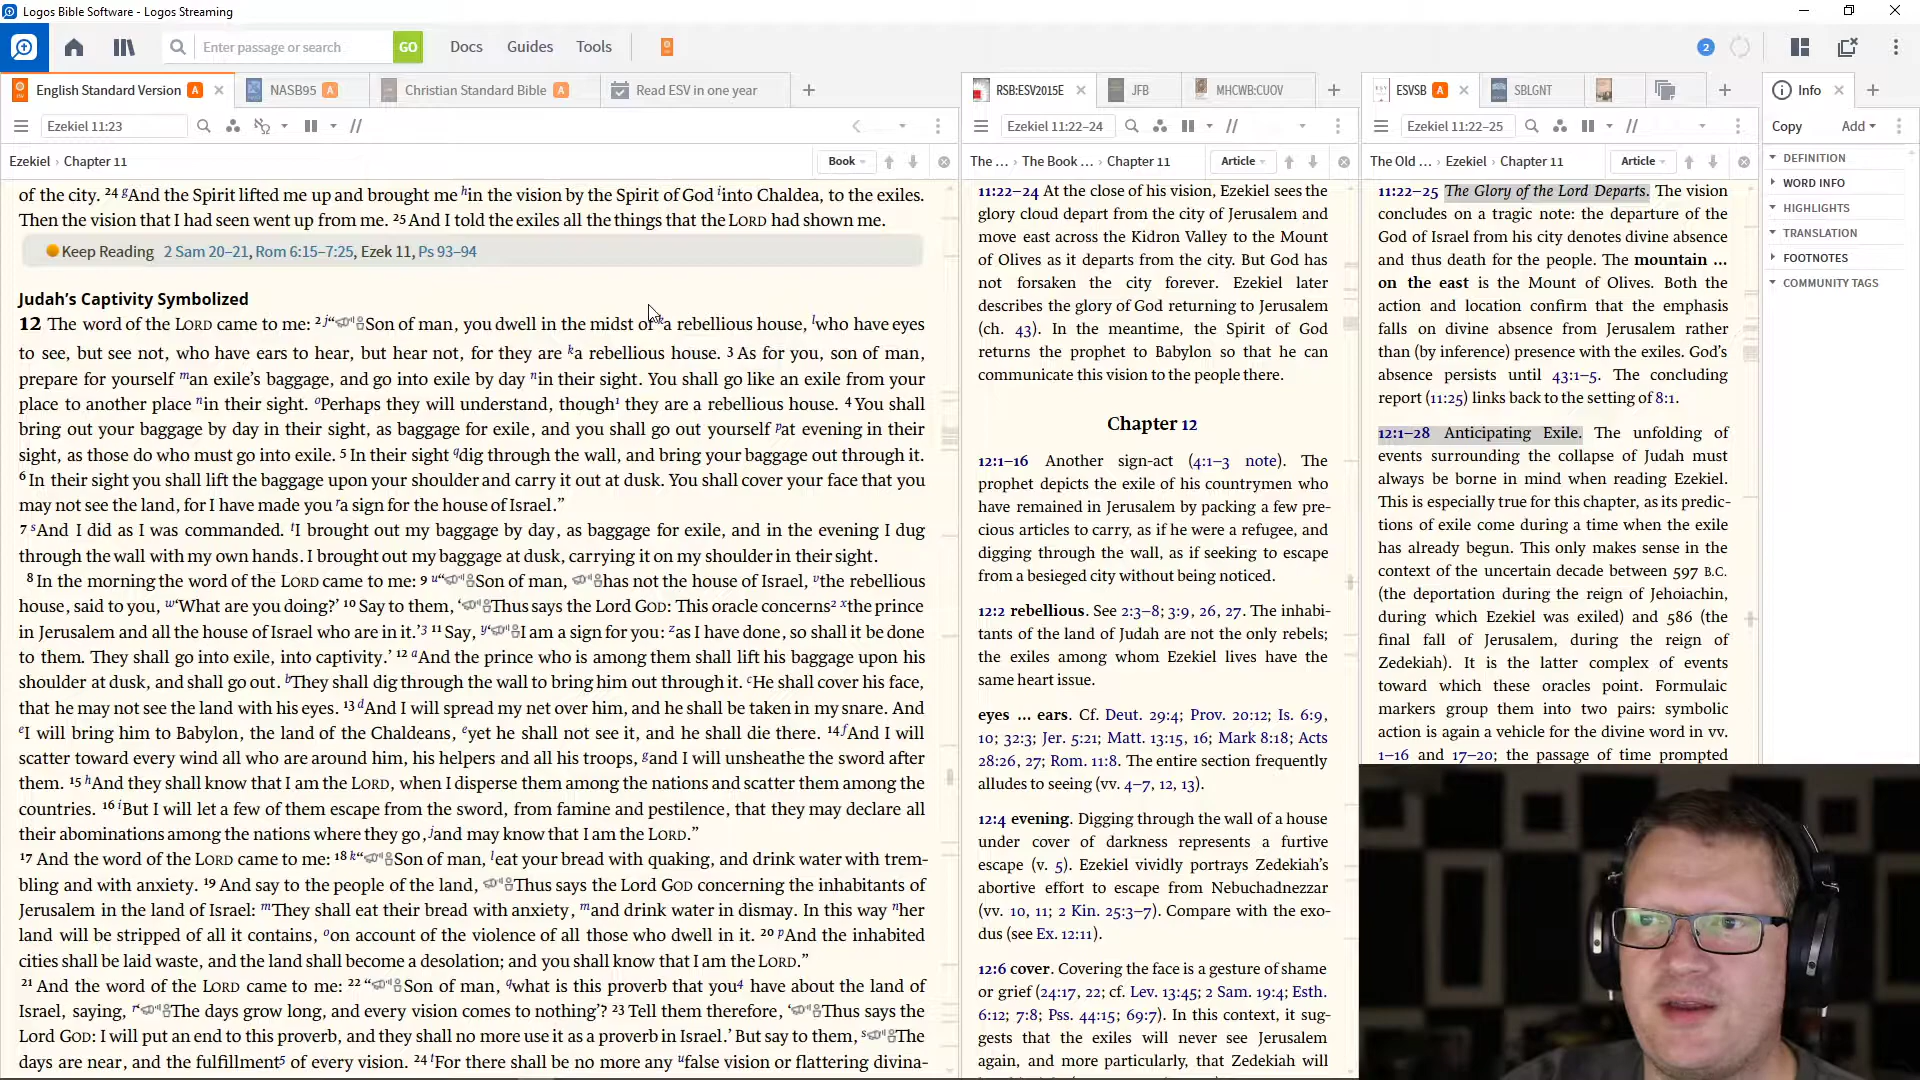 Logos Bible Software - Logos Streaming
Enter passage or search
GO
Docs
Guides
Tools
2
English Standard Version A
NASB95 A
Christian Standard Bible A
Read ESV in one year
RSB:ESV2015E
JFB
MHCWB:CUOV
ESVSB A
SBLGNT
Info
Ezekiel 11:23
Ezekiel 11:22–24
Ezekiel 11:22–25
Copy
Add
Ezekiel › Chapter 11
Book
The ... › The Book ... › Chapter 11
Article
The Old ... › Ezekiel › Chapter 11
Article
of the city. 24 gAnd the Spirit lifted me up and brought me hin the vision by the Spirit of God iinto Chaldea, to the exiles.
Then the vision that I had seen went up from me. 25 And I told the exiles all the things that the LORD had shown me.
Keep Reading 2 Sam 20–21, Rom 6:15–7:25, Ezek 11, Ps 93–94
Judah's Captivity Symbolized
12 The word of the LORD came to me: 2 j“Son of man, you dwell in the midst of a rebellious house, lwho have eyes
to see, but see not, who have ears to hear, but hear not, for they are ka rebellious house. 3 As for you, son of man,
prepare for yourself man exile's baggage, and go into exile by day nin their sight. You shall go like an exile from your
place to another place nin their sight. oPerhaps they will understand, though1 they are a rebellious house. 4 You shall
bring out your baggage by day in their sight, as baggage for exile, and you shall go out yourself pat evening in their
sight, as those do who must go into exile. 5 In their sight qdig through the wall, and bring your baggage out through it.
6 In their sight you shall lift the baggage upon your shoulder and carry it out at dusk. You shall cover your face that you
may not see the land, for I have made you ra sign for the house of Israel.”
7 sAnd I did as I was commanded. tI brought out my baggage by day, as baggage for exile, and in the evening I dug
through the wall with my own hands. I brought out my baggage at dusk, carrying it on my shoulder in their sight.
8 In the morning the word of the LORD came to me: 9 u“Son of man, has not the house of Israel, vthe rebellious
house, said to you, w‘What are you doing?’ 10 Say to them, ‘Thus says the Lord GOD: This oracle concerns2 xthe prince
in Jerusalem and all the house of Israel who are in it.’3 11 Say, y‘I am a sign for you: zas I have done, so shall it be done
to them. They shall go into exile, into captivity.’ 12 aAnd the prince who is among them shall lift his baggage upon his
shoulder at dusk, and shall go out. bThey shall dig through the wall to bring him out through it. cHe shall cover his face,
that he may not see the land with his eyes. 13 dAnd I will spread my net over him, and he shall be taken in my snare. And
eI will bring him to Babylon, the land of the Chaldeans, eyet he shall not see it, and he shall die there. 14 fAnd I will
scatter toward every wind all who are around him, his helpers and all his troops, gand I will unsheathe the sword after
them. 15 hAnd they shall know that I am the LORD, when I disperse them among the nations and scatter them among the
countries. 16 iBut I will let a few of them escape from the sword, from famine and pestilence, that they may declare all
their abominations among the nations where they go, jand may know that I am the LORD.”
17 And the word of the LORD came to me: 18 k“Son of man, leat your bread with quaking, and drink water with trem-
bling and with anxiety. 19 And say to the people of the land, Thus says the Lord GOD concerning the inhabitants of
Jerusalem in the land of Israel: mThey shall eat their bread with anxiety, mand drink water in dismay. In this way nher
land will be stripped of all it contains, oon account of the violence of all those who dwell in it. 20 pAnd the inhabited
cities shall be laid waste, and the land shall become a desolation; and you shall know that I am the LORD.”
21 And the word of the LORD came to me: 22 “Son of man, qwhat is this proverb that you4 have about the land of
Israel, saying, r‘The days grow long, and every vision comes to nothing’? 23 Tell them therefore, ‘Thus says the
Lord GOD: I will put an end to this proverb, and they shall no more use it as a proverb in Israel.’ But say to them, sThe
days are near, and the fulfillment5 of every vision. 24 tFor there shall be no more any ufalse vision or flattering divina-
11:22–24 At the close of his vision, Ezekiel sees the
glory cloud depart from the city of Jerusalem and
move east across the Kidron Valley to the Mount
of Olives as it departs from the city. But God has
not forsaken the city forever. Ezekiel later
describes the glory of God returning to Jerusalem
(ch. 43). In the meantime, the Spirit of God
returns the prophet to Babylon so that he can
communicate this vision to the people there.
Chapter 12
12:1–16 Another sign-act (4:1–3 note). The
prophet depicts the exile of his countrymen who
have remained in Jerusalem by packing a few pre-
cious articles to carry, as if he were a refugee, and
digging through the wall, as if seeking to escape
from a besieged city without being noticed.
12:2 rebellious. See 2:3–8; 3:9, 26, 27. The inhabi-
tants of the land of Judah are not the only rebels;
the exiles among whom Ezekiel lives have the
same heart issue.
eyes ... ears. Cf. Deut. 29:4; Prov. 20:12; Is. 6:9,
10; 32:3; Jer. 5:21; Matt. 13:15, 16; Mark 8:18; Acts
28:26, 27; Rom. 11:8. The entire section frequently
alludes to seeing (vv. 4–7, 12, 13).
12:4 evening. Digging through the wall of a house
under cover of darkness represents a furtive
escape (v. 5). Ezekiel vividly portrays Zedekiah's
abortive effort to escape from Nebuchadnezzar
(vv. 10, 11; 2 Kin. 25:3–7). Compare with the exo-
dus (see Ex. 12:11).
12:6 cover. Covering the face is a gesture of shame
or grief (24:17, 22; cf. Lev. 13:45; 2 Sam. 19:4; Esth.
6:12; 7:8; Pss. 44:15; 69:7). In this context, it sug-
gests that the exiles will never see Jerusalem
again, and more particularly, that Zedekiah will
11:22–25 The Glory of the Lord Departs. The vision
concludes on a tragic note: the departure of the
God of Israel from his city denotes divine absence
and thus death for the people. The mountain ...
on the east is the Mount of Olives. Both the
action and location confirm that the emphasis
falls on divine absence from Jerusalem rather
than (by inference) presence with the exiles. God's
absence persists until 43:1–5. The concluding
report (11:25) links back to the setting of 8:1.
12:1–28 Anticipating Exile. The unfolding of
events surrounding the collapse of Judah must
always be borne in mind when reading Ezekiel.
This is especially true for this chapter, as its predic-
tions of exile come during a time when the exile
has already begun. This only makes sense in the
context of the uncertain decade between 597 B.C.
(the deportation during the reign of Jehoiachin,
during which Ezekiel was exiled) and 586 (the
final fall of Jerusalem, during the reign of
Zedekiah). It is the latter complex of events
toward which these oracles point. Formulaic
markers group them into two pairs: symbolic
action is again a vehicle for the divine word in vv.
1–16 and 17–20; the passage of time prompted
DEFINITION
WORD INFO
HIGHLIGHTS
TRANSLATION
FOOTNOTES
COMMUNITY TAGS